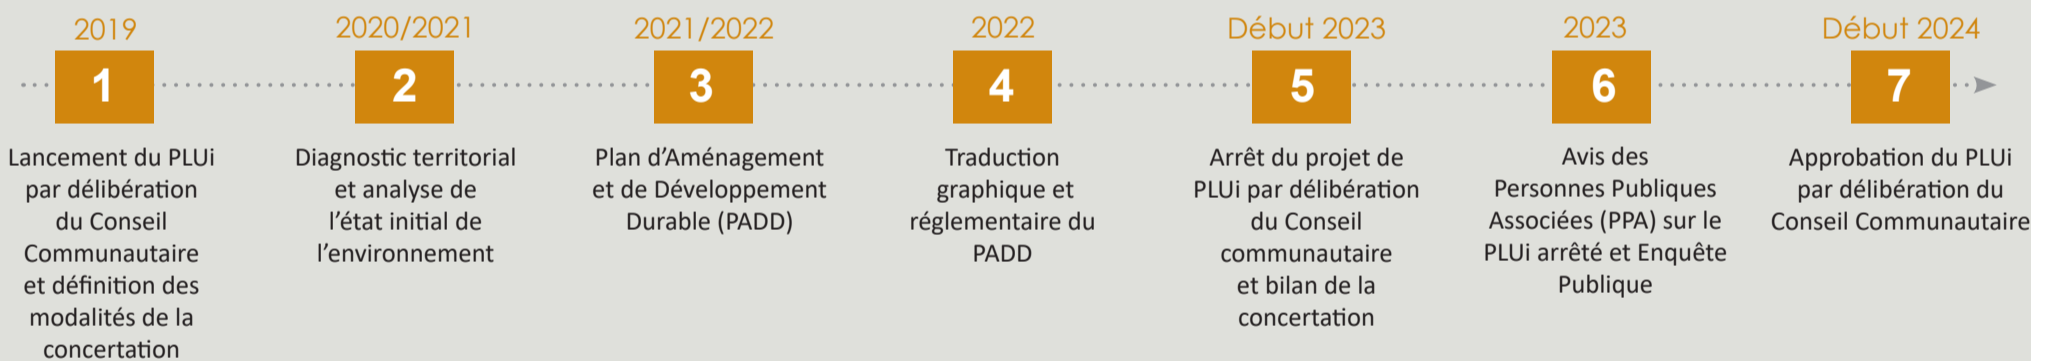 2019
1
Lancement du PLUi
par délibération
du Conseil
Communautaire
et définition des
modalités de la
concertation
2020/2021
2
Diagnostic territorial
et analyse de
l’état initial de
l’environnement
2021/2022
3
Plan d’Aménagement
et de Développement
Durable (PADD)
2022
4
Traduction
graphique et
réglementaire du
PADD
Début 2023
5
Arrêt du projet de
PLUi par délibération
du Conseil
communautaire
et bilan de la
concertation
2023
6
Avis des
Personnes Publiques
Associées (PPA) sur le
PLUi arrêté et Enquête
Publique
Début 2024
7
Approbation du PLUi
par délibération du
Conseil Communautaire